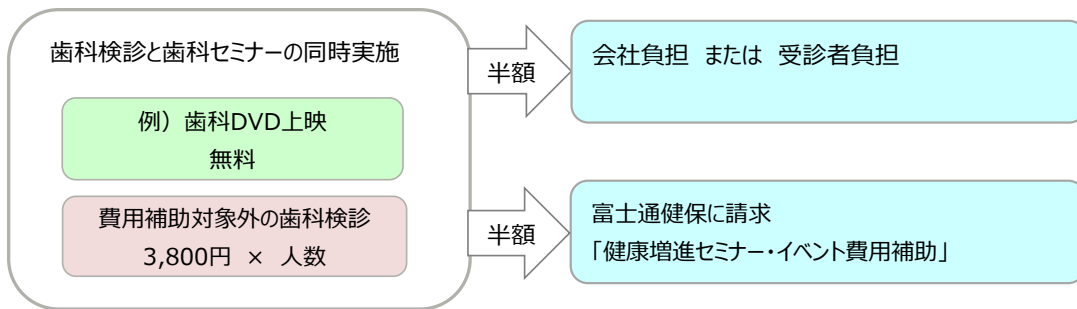 歯科検診と歯科セミナーの同時実施
例）歯科DVD上映
無料
費用補助対象外の歯科検診
3,800円 × 人数
半額
会社負担 または 受診者負担
半額
富士通健保に請求
「健康増進セミナー・イベント費用補助」